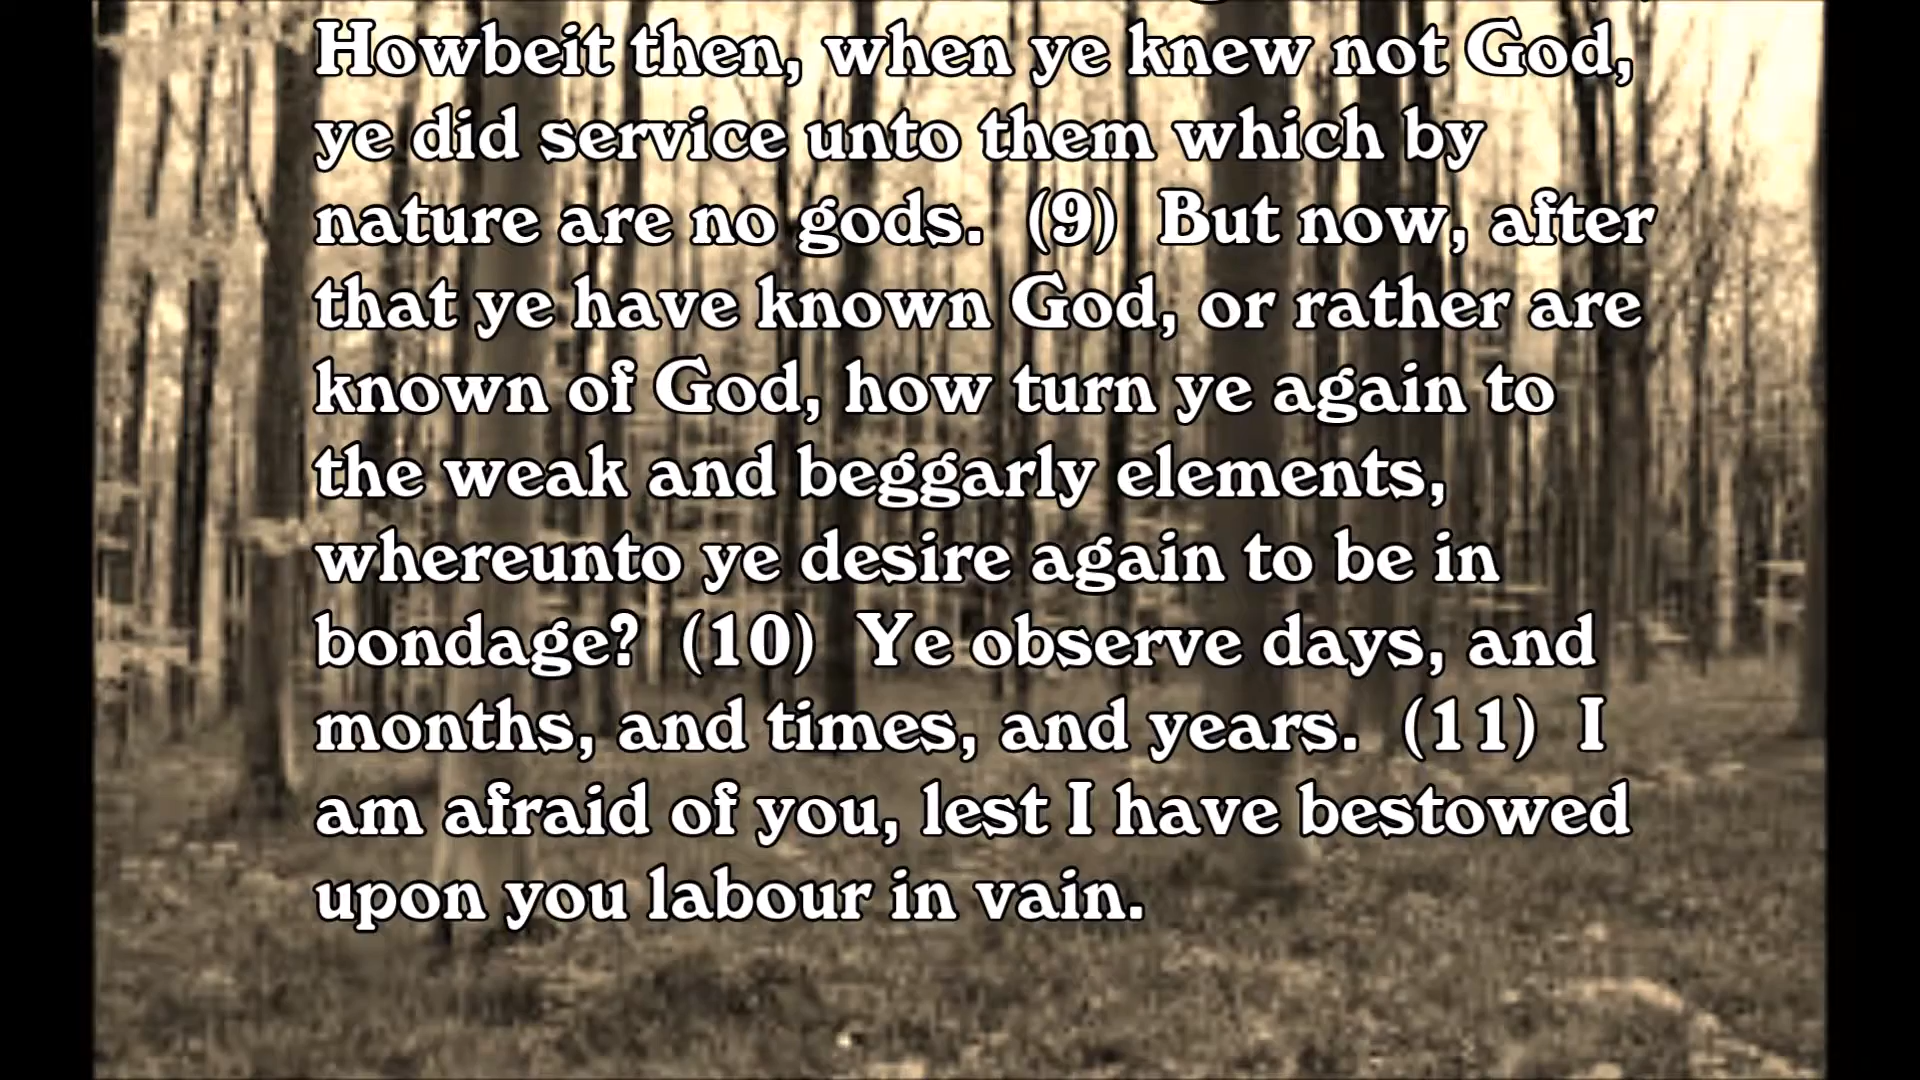 Howbeit then, when ye knew not God,
ye did service unto them which by
nature are no gods. (9) But now, after
that ye have known God, or rather are
known of God, how turn ye again to
the weak and beggarly elements,
whereunto ye desire again to be in
bondage? (10) Ye observe days, and
months, and times, and years. (11) I
am afraid of you, lest I have bestowed
upon you labour in vain.